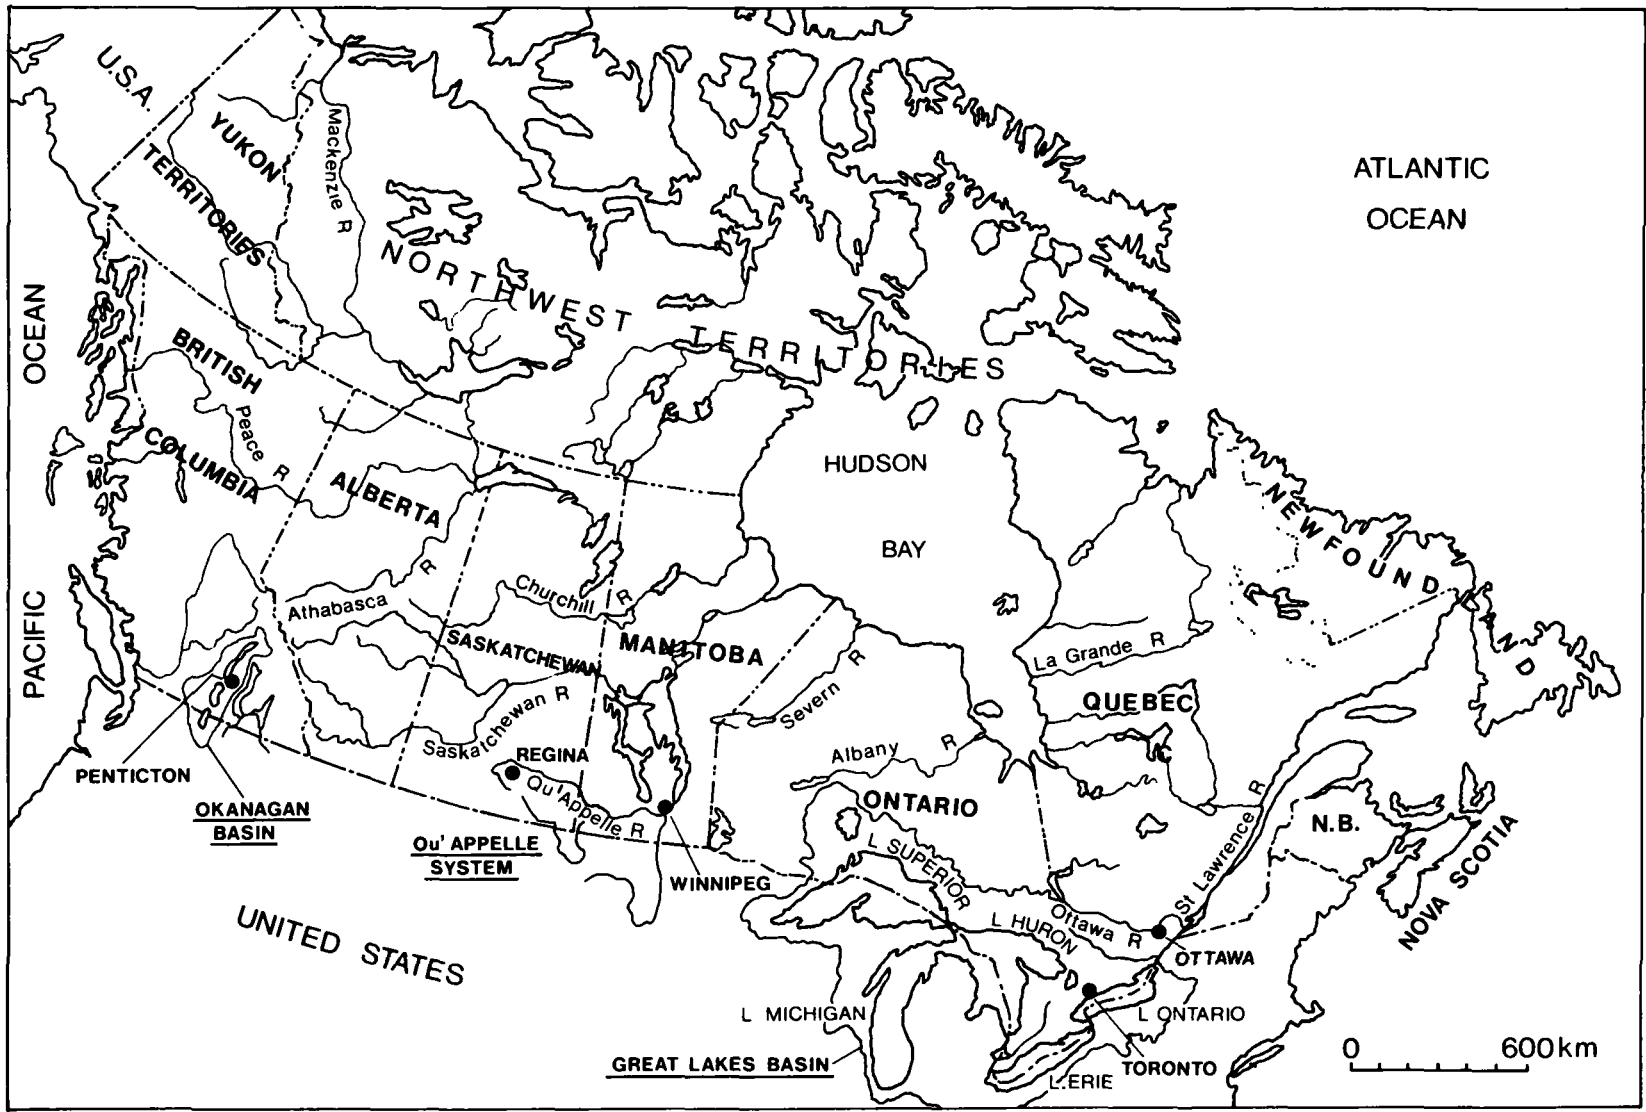 U.S.A.
YUKON
TERRITORIES
Mackenzie R
NORTHWEST TERRITORIES
ATLANTIC
OCEAN
PACIFIC OCEAN
BRITISH
COLUMBIA
Peace R
ALBERTA
HUDSON
BAY
NEWFOUNDLAND
Athabasca R
Churchill R
SASKATCHEWAN
MANITOBA
La Grande R
QUEBEC
Severn R
Saskatchewan R
Albany R
REGINA
Qu'Appelle R
PENTICTON
OKANAGAN
BASIN
Qu' APPELLE
SYSTEM
WINNIPEG
ONTARIO
L SUPERIOR
St Lawrence R
N.B.
NOVA SCOTIA
L HURON
Ottawa R
OTTAWA
UNITED STATES
L MICHIGAN
L ONTARIO
GREAT LAKES BASIN
TORONTO
L.ERIE
0 600km